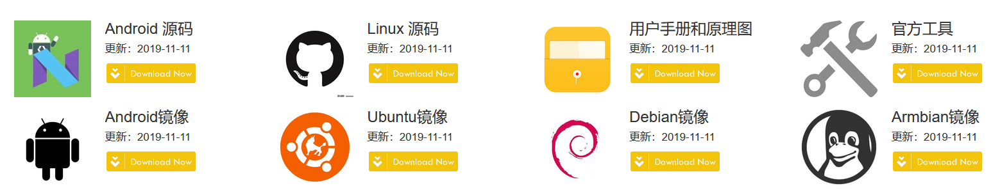 Android 源码
更新：2019-11-11
Download Now
Linux 源码
更新：2019-11-11
Download Now
用户手册和原理图
更新：2019-11-11
Download Now
官方工具
更新：2019-11-11
Download Now
Android镜像
更新：2019-11-11
Download Now
Ubuntu镜像
更新：2019-11-11
Download Now
Debian镜像
更新：2019-11-11
Download Now
Armbian镜像
更新：2019-11-11
Download Now